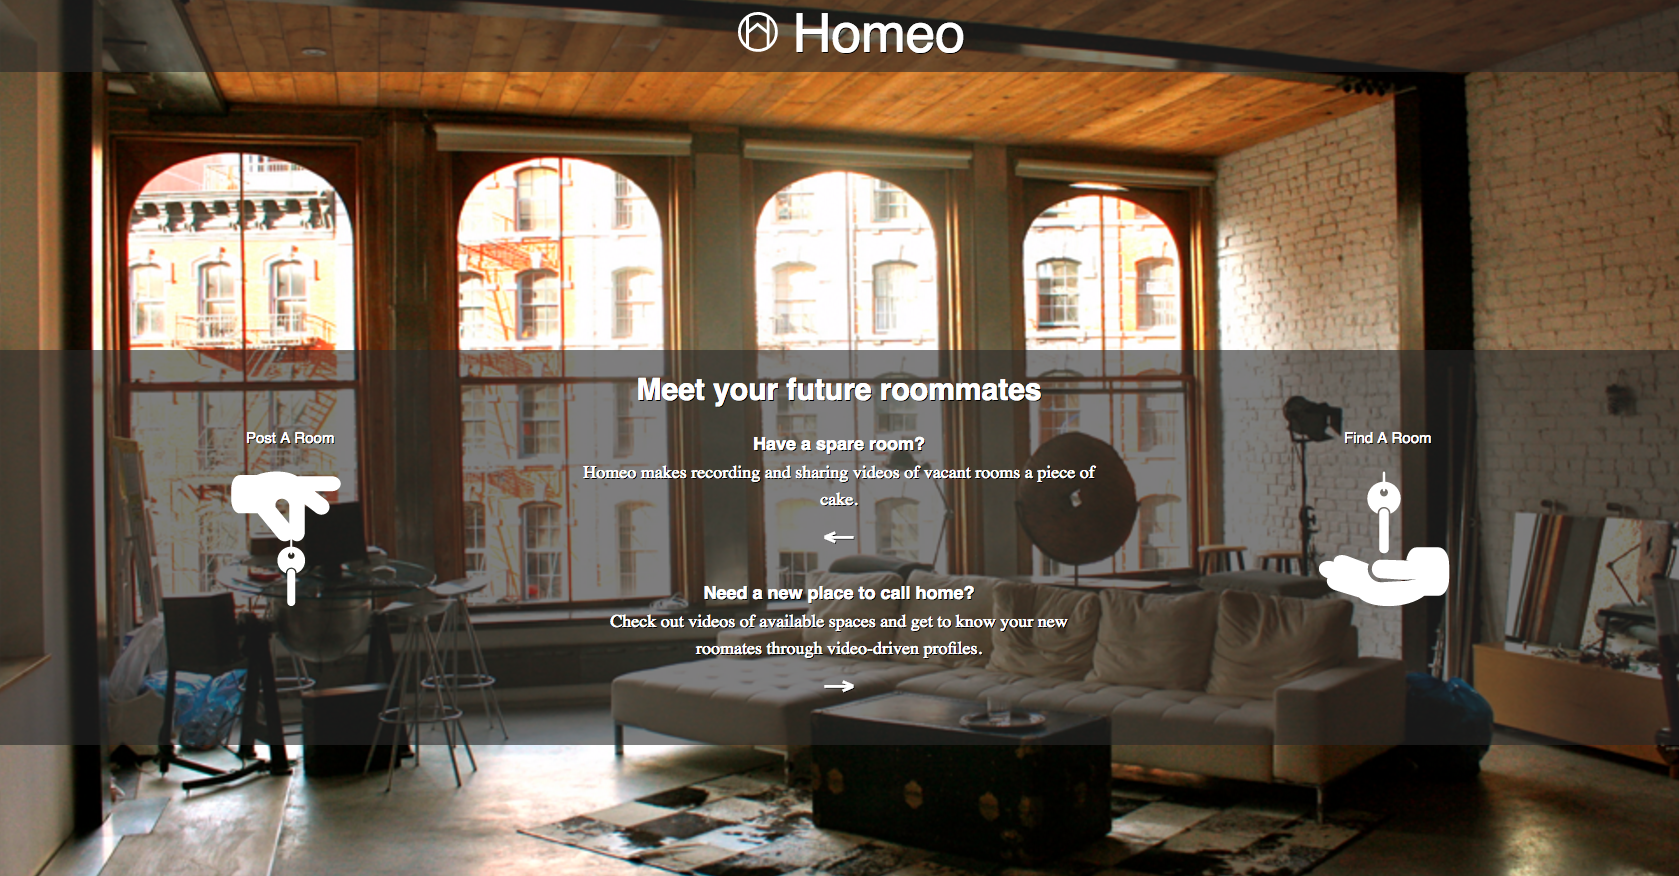 Homeo
Meet your future roommates
Post A Room
Have a spare room?
Homeo makes recording and sharing videos of vacant rooms a piece of
cake.
←
Need a new place to call home?
Check out videos of available spaces and get to know your new
roomates through video-driven profiles.
→
Find A Room